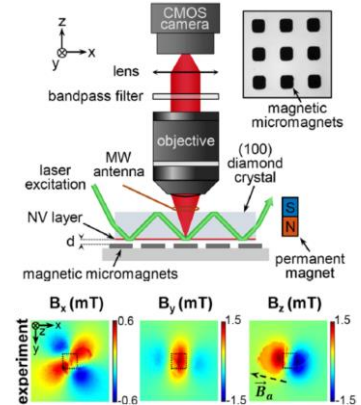 CMOS
camera
z
x
y
lens
bandpass filter
magnetic
micromagnets
objective
MW
antenna
(100)
diamond
crystal
laser
excitation
NV layer
d
S
N
magnetic micromagnets
permanent
magnet
Bx (mT)
By (mT)
Bz (mT)
experiment
z
x
y
0.6
-0.6
1.5
-1.5
1.5
-1.5
Ba